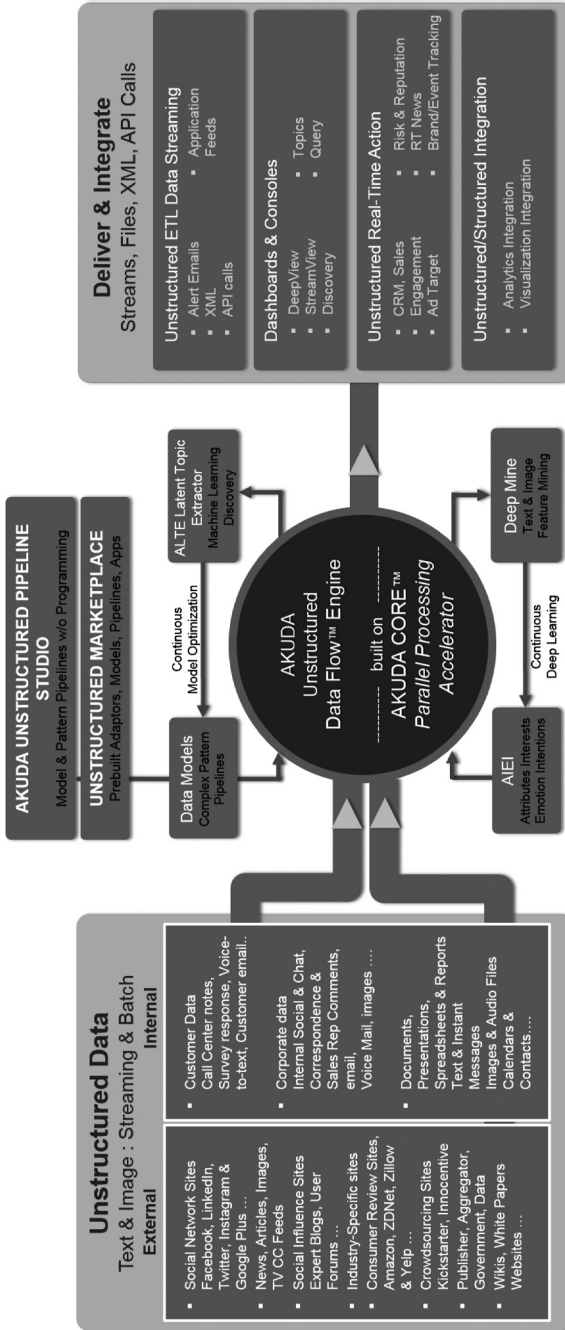 Unstructured Data
Text & Image : Streaming & Batch
External
Internal
▪ Social Network Sites
Facebook, LinkedIn,
Twitter, Instagram &
Google Plus …
▪ News, Articles, Images,
TV CC Feeds
▪ Social Influence Sites
Expert Blogs, User
Forums …
▪ Industry-Specific sites
▪ Consumer Review Sites,
Amazon, ZDNet, Zillow
& Yelp …
▪ Crowdsourcing Sites
Kickstarter, Innocentive
▪ Publisher, Aggregator,
Government, Data
▪ Wikis, White Papers
Websites …
▪ Customer Data
Call Center notes,
Survey response, Voice-
to-text, Customer email..
▪ Corporate data
Internal Social & Chat,
Correspondence &
Sales Rep Comments,
email,
Voice Mail, images ….
▪ Documents,
Presentations,
Spreadsheets & Reports
Text & Instant
Messages
Images & Audio Files
Calendars &
Contacts….
AKUDA UNSTRUCTURED PIPELINE
STUDIO
Model & Pattern Pipelines w/o Programming
UNSTRUCTURED MARKETPLACE
Prebuilt Adaptors, Models, Pipelines, Apps
Data Models
Complex Pattern
Pipelines
Continuous
Model Optimization
ALTE Latent Topic
Extractor
Machine Learning
Discovery
AKUDA
Unstructured
Data Flow™ Engine
built on
AKUDA CORE™
Parallel Processing
Accelerator
AIEI
Attributes Interests
Emotion Intentions
Continuous
Deep Learning
Deep Mine
Text & Image
Feature Mining
Deliver & Integrate
Streams, Files, XML, API Calls
Unstructured ETL Data Streaming
▪ Alert Emails
▪ XML
▪ API calls
▪ Application
Feeds
Dashboards & Consoles
▪ DeepView
▪ StreamView
▪ Discovery
▪ Topics
▪ Query
Unstructured Real-Time Action
▪ CRM, Sales
▪ Engagement
▪ Ad Target
▪ Risk & Reputation
▪ RT News
▪ Brand/Event Tracking
Unstructured/Structured Integration
▪ Analytics Integration
▪ Visualization Integration